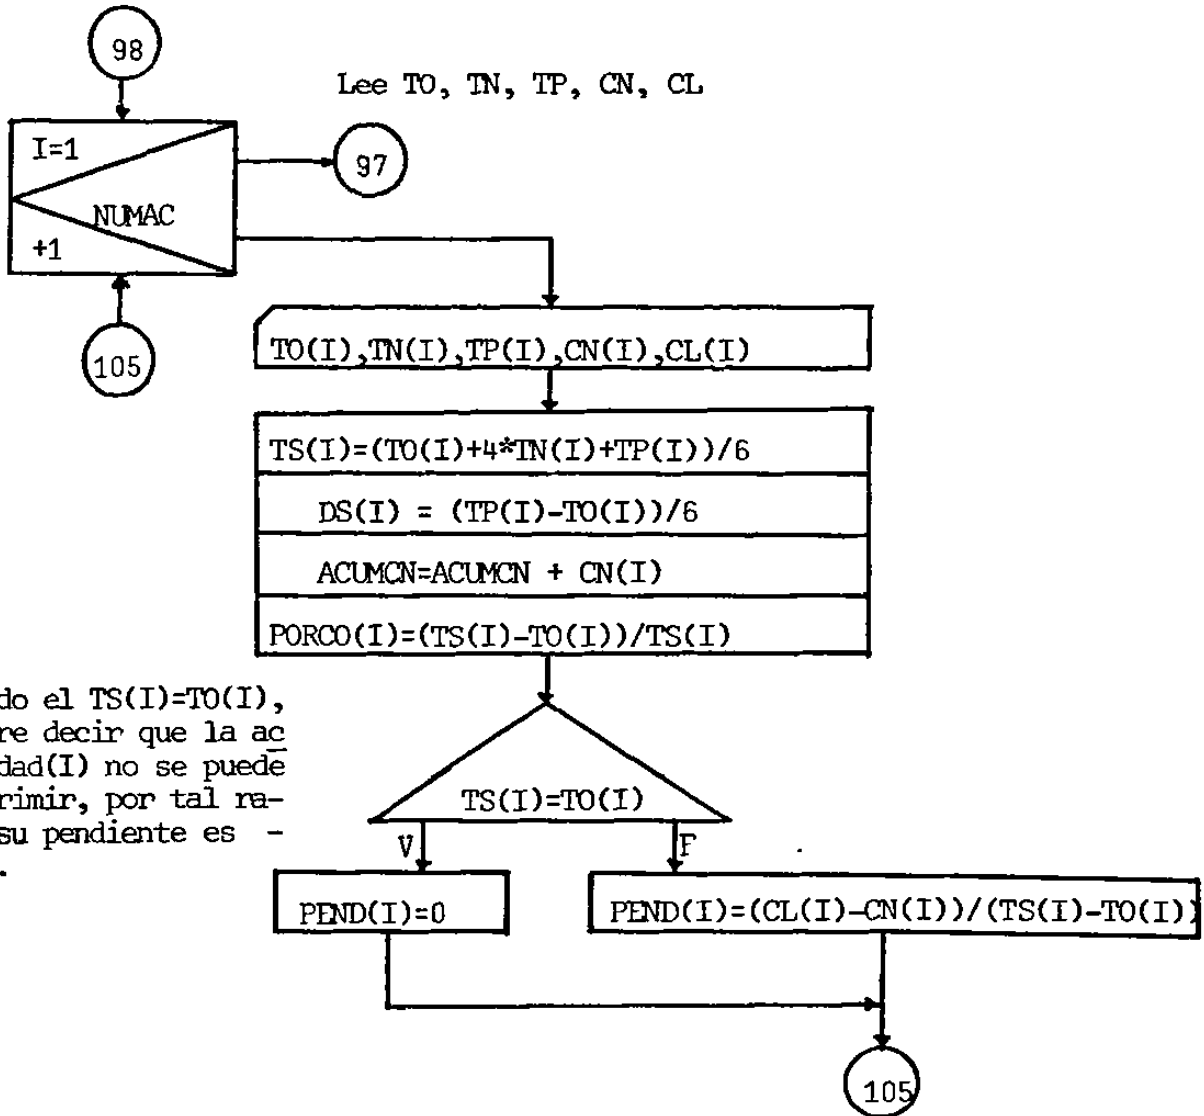 98
Lee TO, TN, TP, CN, CL
I=1
97
NUMAC
+1
105
TO(I),TN(I),TP(I),CN(I),CL(I)
TS(I)=(TO(I)+4*TN(I)+TP(I))/6
DS(I) = (TP(I)-TO(I))/6
ACUMCN=ACUMCN + CN(I)
PORCO(I)=(TS(I)-TO(I))/TS(I)
do el TS(I)=TO(I),
re decir que la ac
dad(I) no se puede
rimir, por tal ra-
su pendiente es -
.
TS(I)=TO(I)
V F
PEND(I)=0
PEND(I)=(CL(I)-CN(I))/(TS(I)-TO(I))
105